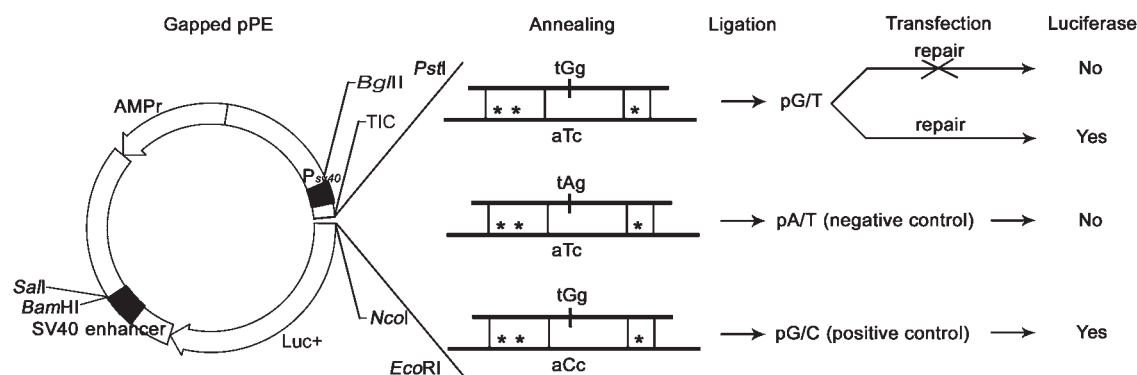 Gapped pPE
Annealing
Ligation
Transfection
Luciferase
PstI
BglII
TIC
AMPr
Psv40
SalI
BamHI
SV40 enhancer
Luc+
NcoI
EcoRI
tGg
* * *
aTc
pG/T
repair
No
repair
Yes
tAg
* * *
aTc
pA/T (negative control)
No
tGg
* * *
aCc
pG/C (positive control)
Yes